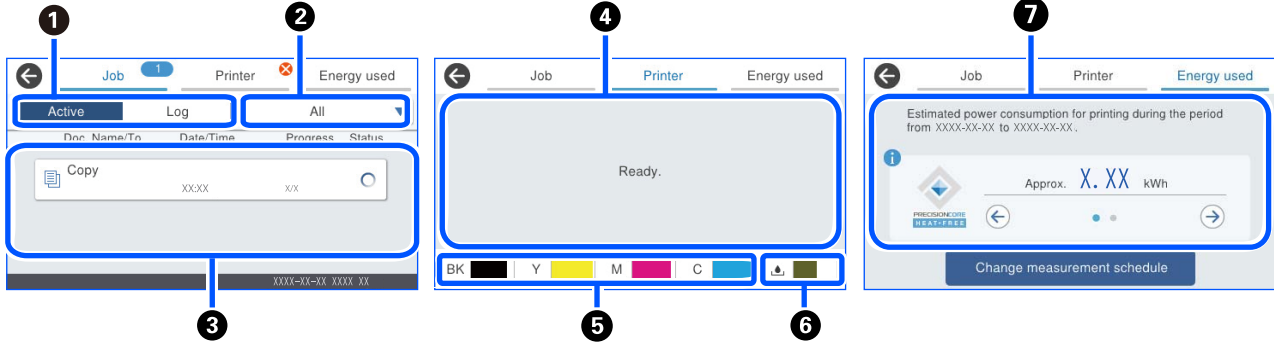 1
2
4
7
Job 1 Printer Energy used
Active Log All
Doc. Name/To Date/Time Progress Status
Copy
XX:XX X/X
XXXX-XX-XX XXXX XX
3
Job Printer Energy used
Ready.
BK Y M C
5
6
Job Printer Energy used
Estimated power consumption for printing during the period
from XXXX-XX-XX to XXXX-XX-XX.
i
Approx. X.XX kWh
PRECISIONCORE
HEAT-FREE
Change measurement schedule